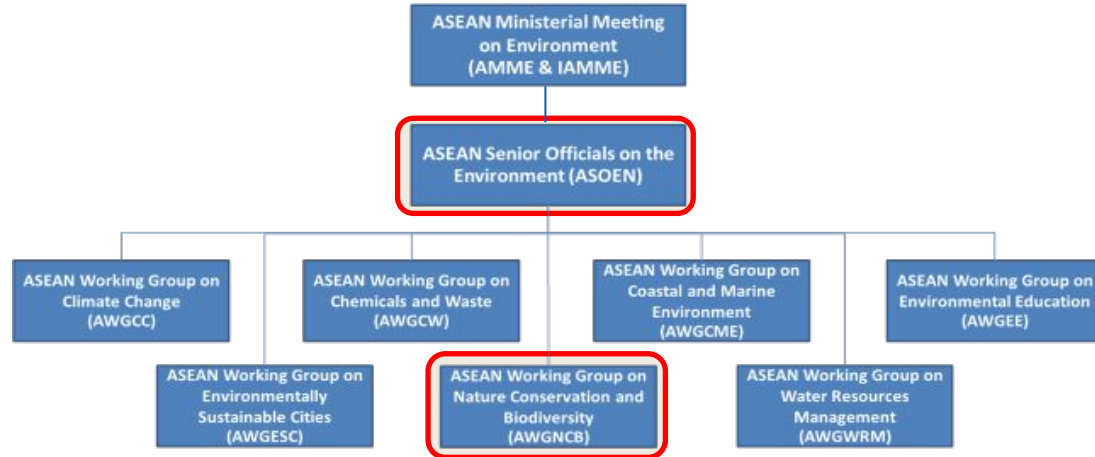 ASEAN Ministerial Meeting
on Environment
(AMME & IAMME)
ASEAN Senior Officials on the
Environment (ASOEN)
ASEAN Working Group on
Climate Change
(AWGCC)
ASEAN Working Group on
Chemicals and Waste
(AWGCW)
ASEAN Working Group on
Coastal and Marine
Environment
(AWGCME)
ASEAN Working Group on
Environmental Education
(AWGEE)
ASEAN Working Group on
Environmentally
Sustainable Cities
(AWGESC)
ASEAN Working Group on
Nature Conservation and
Biodiversity
(AWGNCB)
ASEAN Working Group on
Water Resources
Management
(AWGWRM)